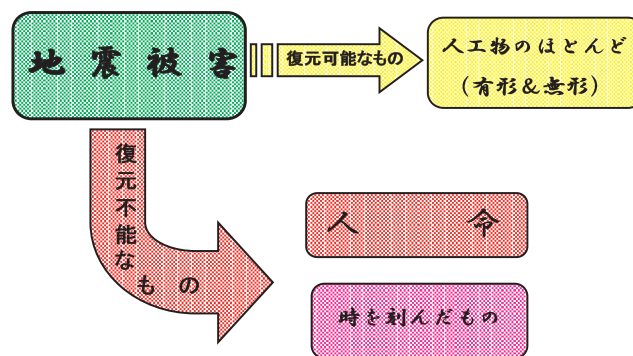 地震被害
復元可能なもの
人工物のほとんど
(有形&無形)
復元不能なもの
人命
時を刻んだもの